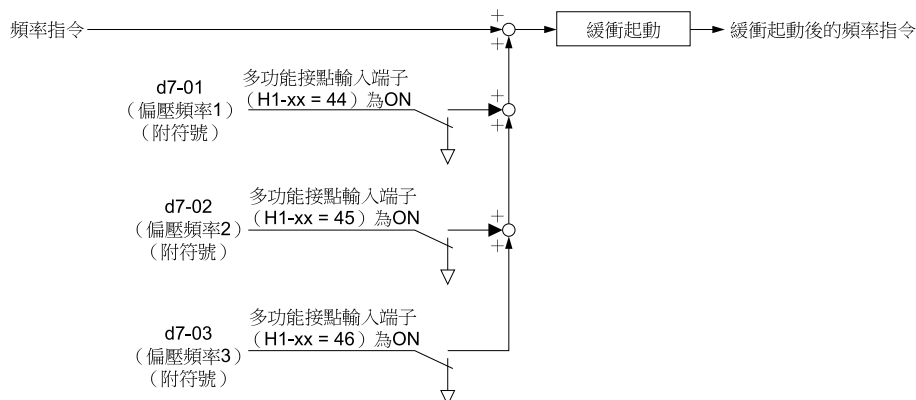 頻率指令
緩衝起動
緩衝起動後的頻率指令
d7-01
（偏壓頻率1）
（附符號）
多功能接點輸入端子
（H1-xx = 44）為ON
d7-02
（偏壓頻率2）
（附符號）
多功能接點輸入端子
（H1-xx = 45）為ON
d7-03
（偏壓頻率3）
（附符號）
多功能接點輸入端子
（H1-xx = 46）為ON